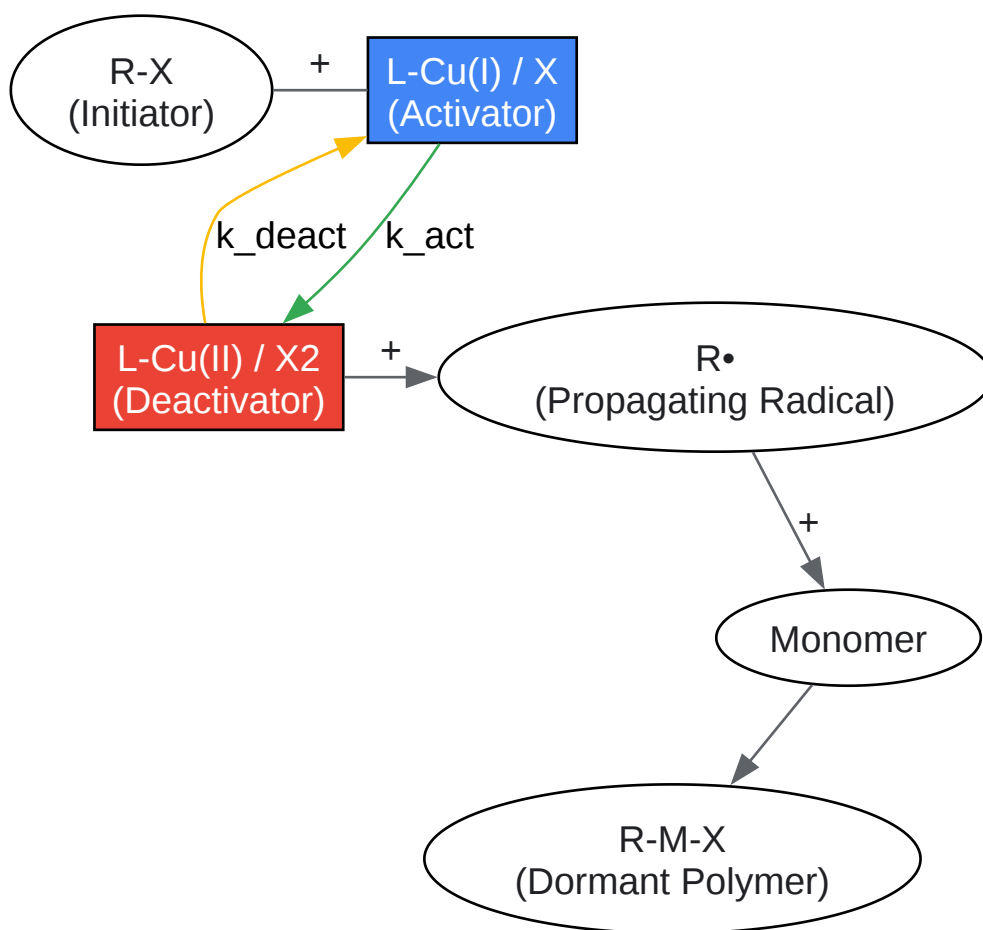 R-X
(Initiator)
+
L-Cu(I) / X
(Activator)
k_deact
k_act
L-Cu(II) / X2
(Deactivator)
+
R•
(Propagating Radical)
+
Monomer
R-M-X
(Dormant Polymer)